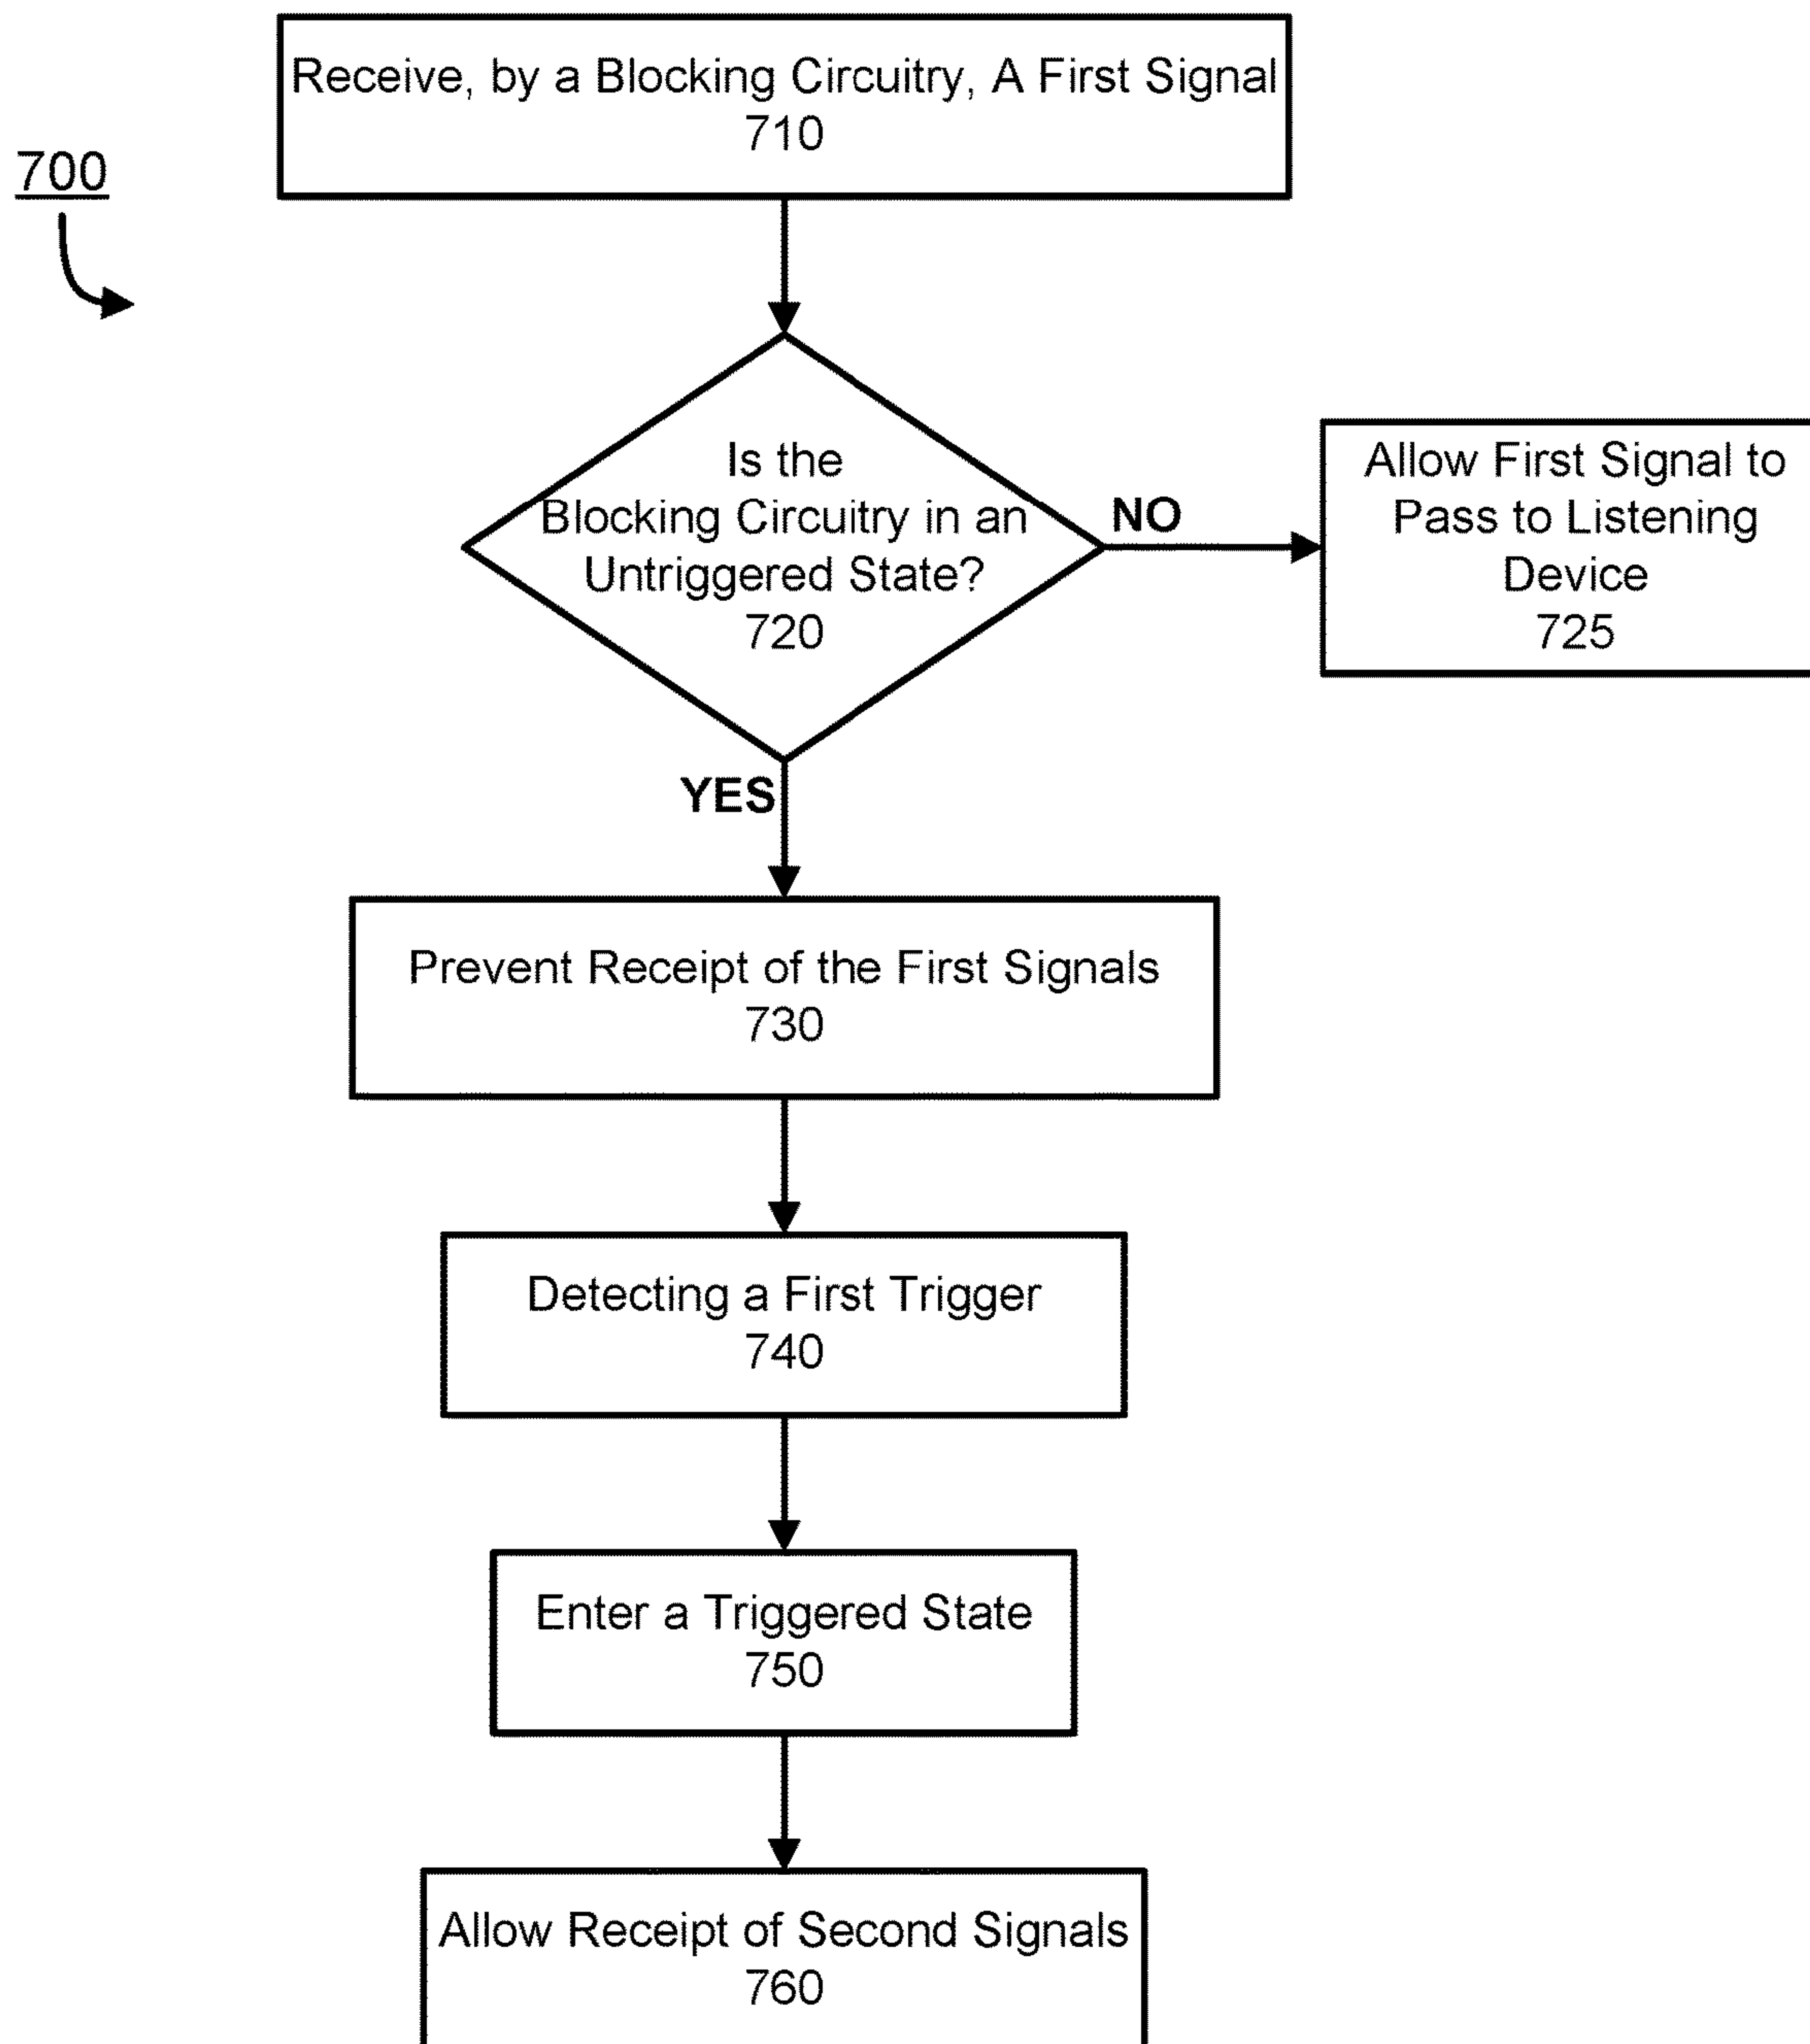 Receive, by a Blocking Circuitry, A First Signal
710
700
Is the
Blocking Circuitry in an
Untriggered State?
720
NO
Allow First Signal to
Pass to Listening
Device
725
YES
Prevent Receipt of the First Signals
730
Detecting a First Trigger
740
Enter a Triggered State
750
Allow Receipt of Second Signals
760